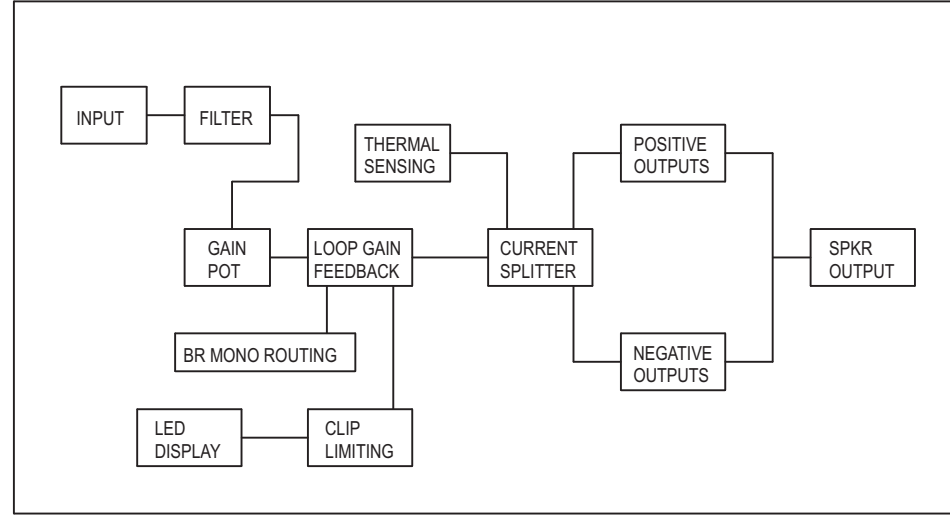 INPUT
FILTER
THERMAL
SENSING
POSITIVE
OUTPUTS
GAIN
POT
LOOP GAIN
FEEDBACK
CURRENT
SPLITTER
SPKR
OUTPUT
BR MONO ROUTING
NEGATIVE
OUTPUTS
LED
DISPLAY
CLIP
LIMITING